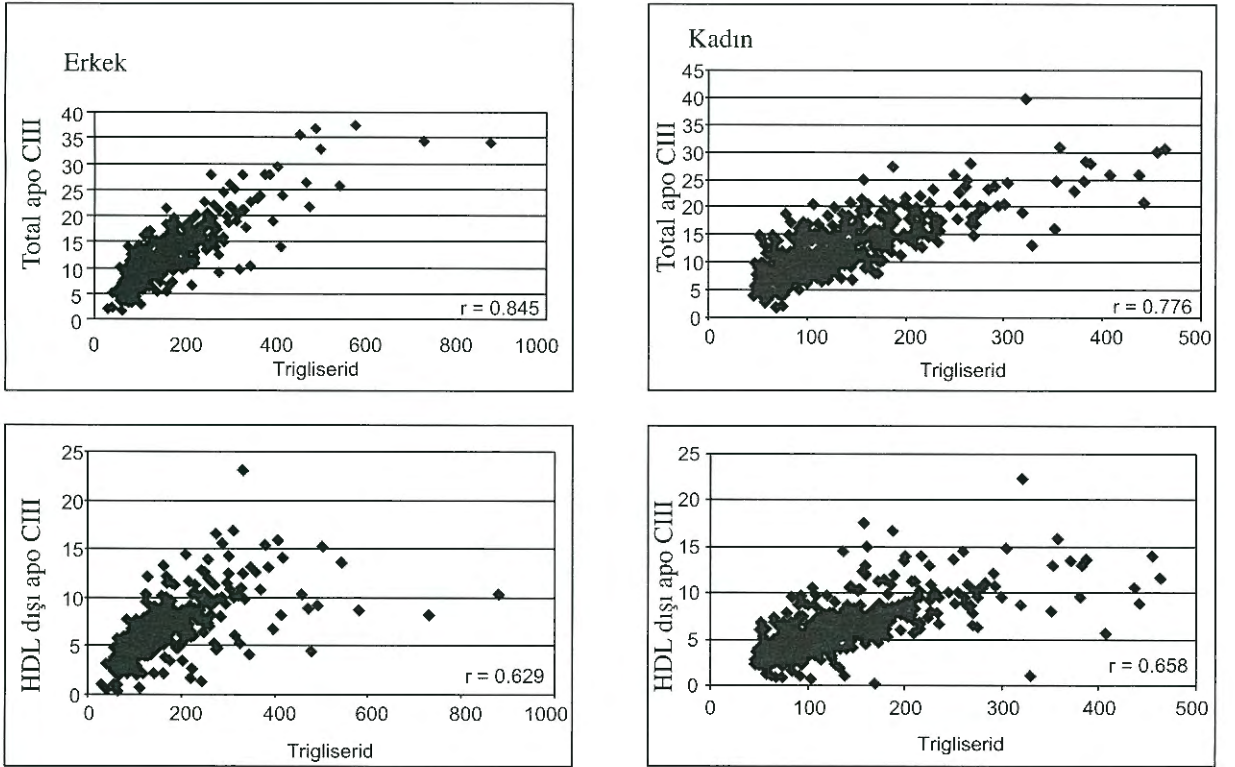 Erkek
Total apo CIII
40
35
30
25
20
15
10
5
0
r = 0.845
0 200 400 600 800 1000
Trigliserid
Kadın
Total apo CIII
45
40
35
30
25
20
15
10
5
0
r = 0.776
0 100 200 300 400 500
Trigliserid
HDL dışı apo CIII
25
20
15
10
5
0
r = 0.629
0 200 400 600 800 1000
Trigliserid
HDL dışı apo CIII
25
20
15
10
5
0
r = 0.658
0 100 200 300 400 500
Trigliserid